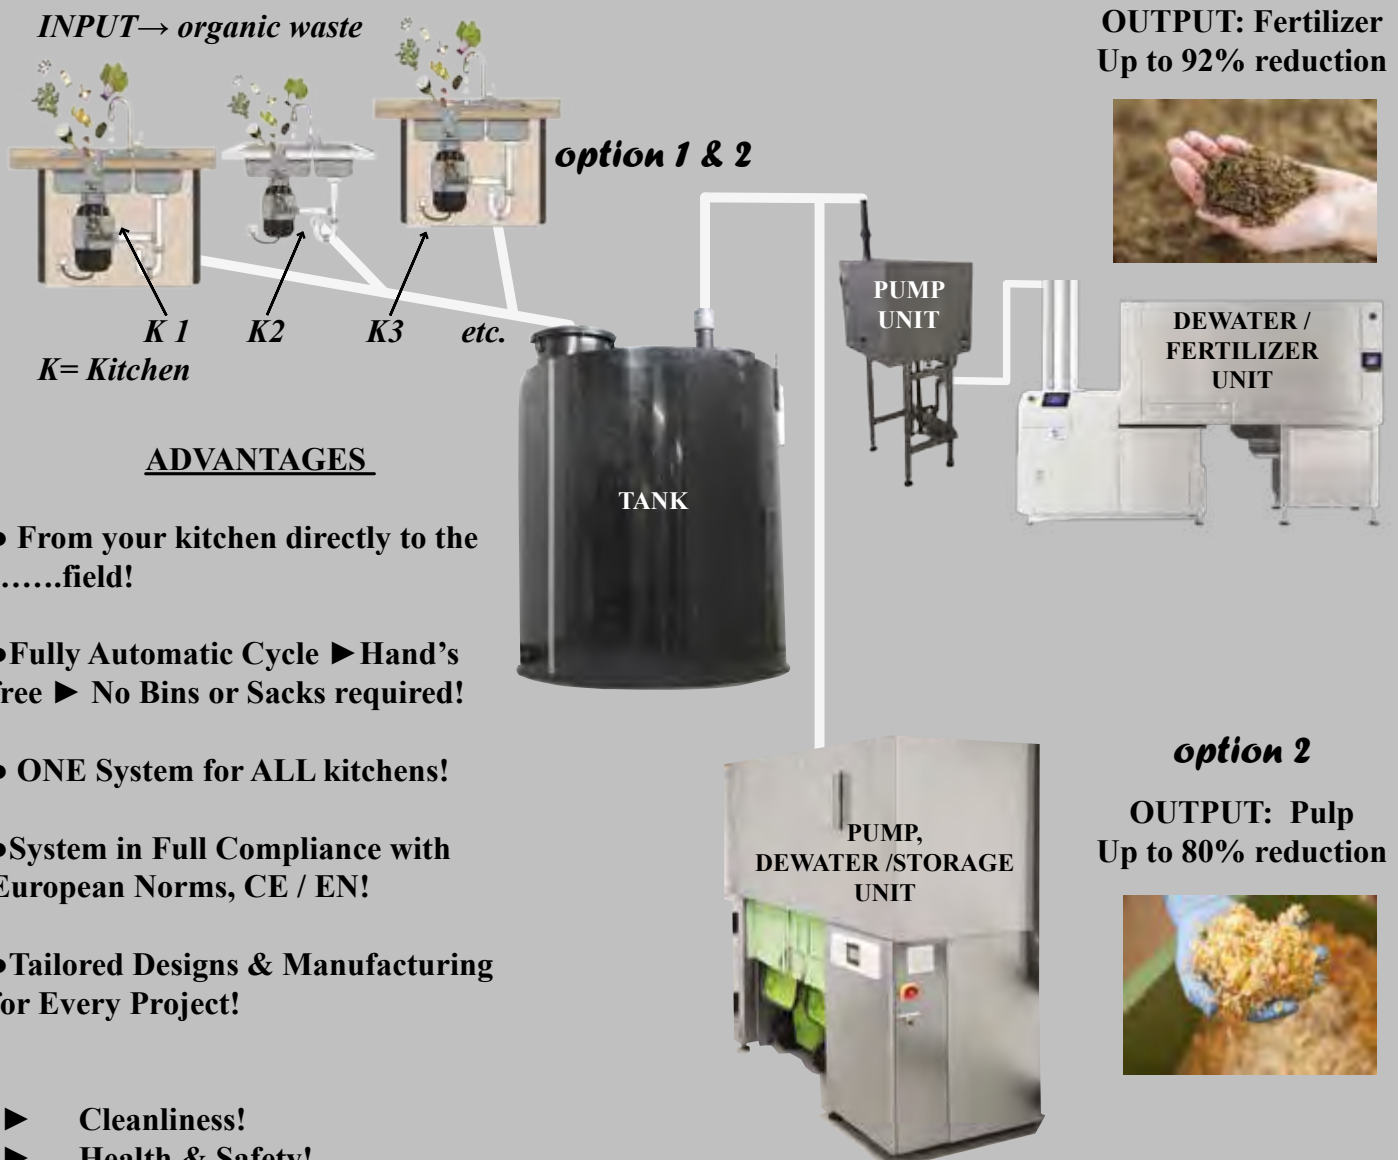 INPUT→ organic waste
OUTPUT: Fertilizer
Up to 92% reduction
option 1 & 2
K 1 K2 K3 etc.
K= Kitchen
PUMP
UNIT
DEWATER /
FERTILIZER
UNIT
TANK
ADVANTAGES
● From your kitchen directly to the
…….field!
●Fully Automatic Cycle ►Hand’s
free ► No Bins or Sacks required!
● ONE System for ALL kitchens!
●System in Full Compliance with
European Norms, CE / EN!
●Tailored Designs & Manufacturing
for Every Project!
► Cleanliness!
► Health & Safety!
PUMP,
DEWATER /STORAGE
UNIT
option 2
OUTPUT: Pulp
Up to 80% reduction